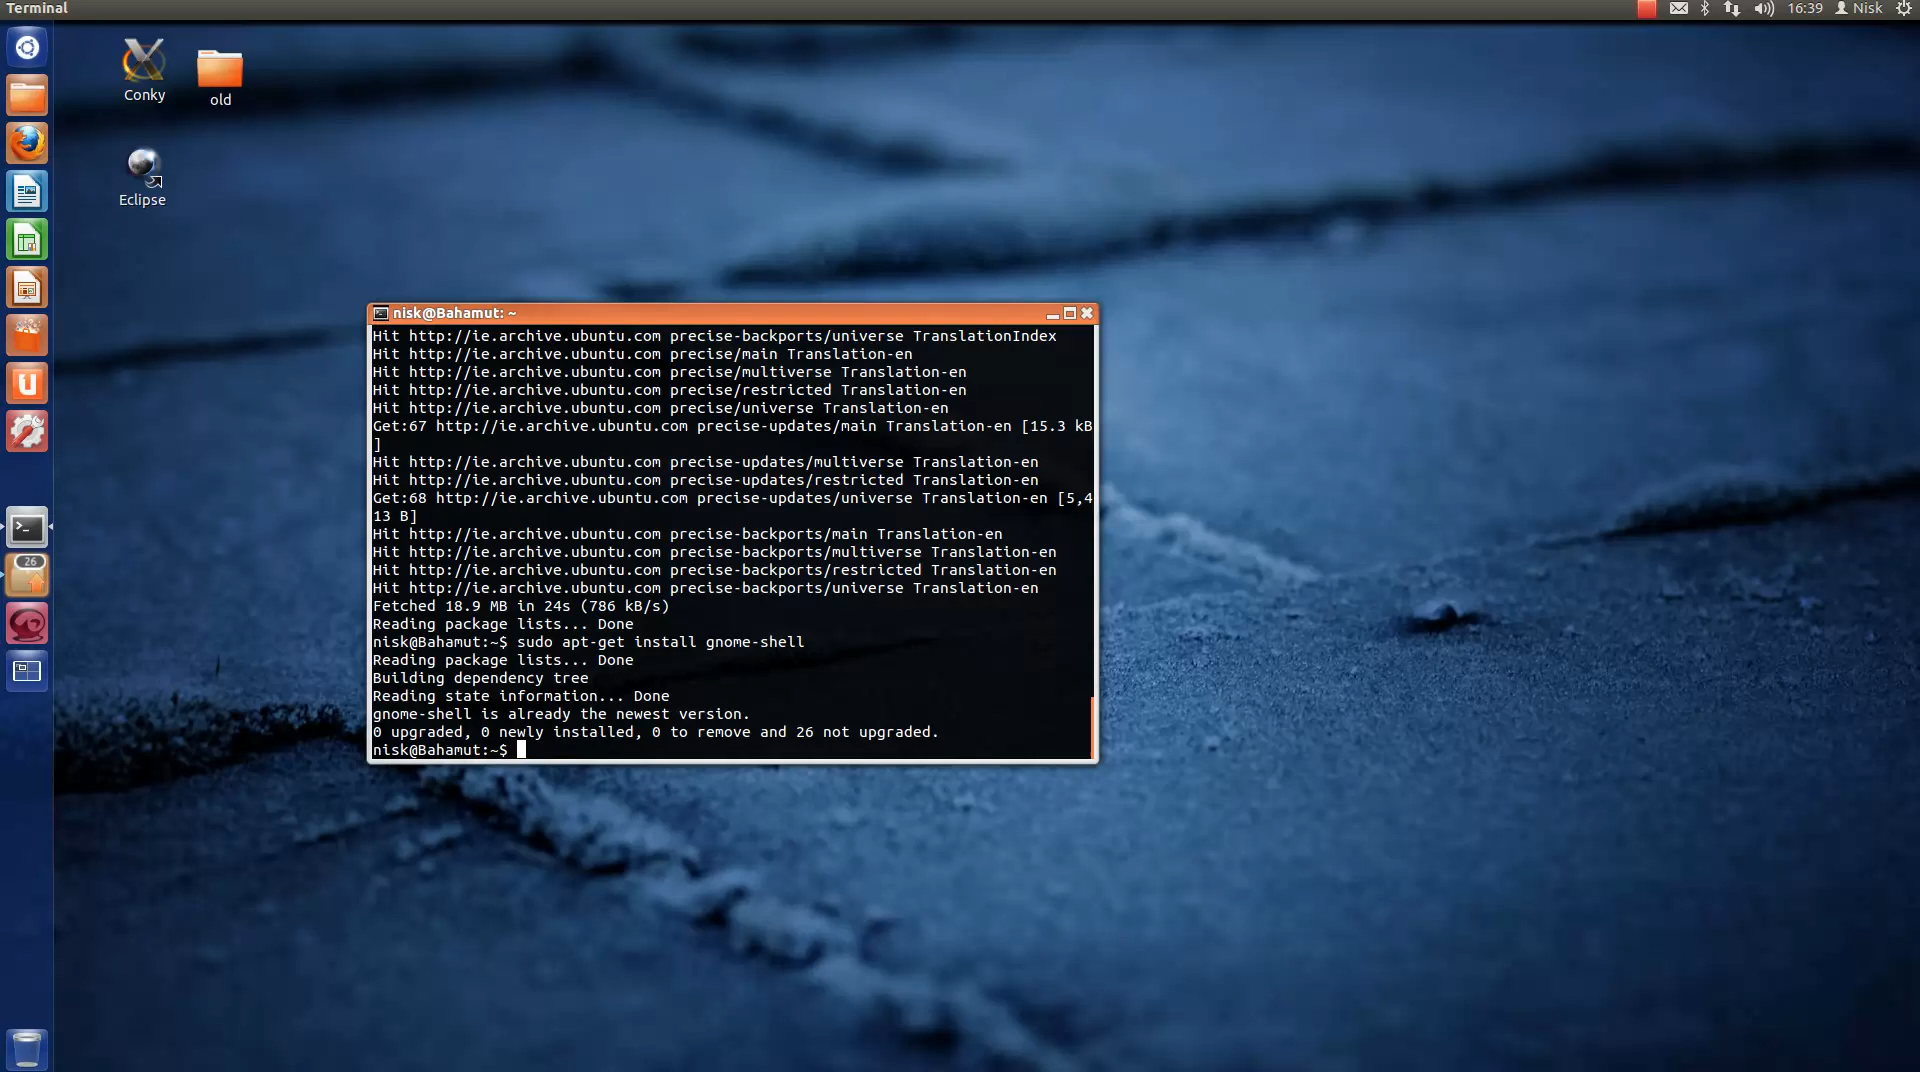 Terminal
16:39 Nisk
Conky
old
Eclipse
26
nisk@Bahamut: ~
Hit http://ie.archive.ubuntu.com precise-backports/universe TranslationIndex
Hit http://ie.archive.ubuntu.com precise/main Translation-en
Hit http://ie.archive.ubuntu.com precise/multiverse Translation-en
Hit http://ie.archive.ubuntu.com precise/restricted Translation-en
Hit http://ie.archive.ubuntu.com precise/universe Translation-en
Get:67 http://ie.archive.ubuntu.com precise-updates/main Translation-en [15.3 kB
]
Hit http://ie.archive.ubuntu.com precise-updates/multiverse Translation-en
Hit http://ie.archive.ubuntu.com precise-updates/restricted Translation-en
Get:68 http://ie.archive.ubuntu.com precise-updates/universe Translation-en [5,4
13 B]
Hit http://ie.archive.ubuntu.com precise-backports/main Translation-en
Hit http://ie.archive.ubuntu.com precise-backports/multiverse Translation-en
Hit http://ie.archive.ubuntu.com precise-backports/restricted Translation-en
Hit http://ie.archive.ubuntu.com precise-backports/universe Translation-en
Fetched 18.9 MB in 24s (786 kB/s)
Reading package lists... Done
nisk@Bahamut:~$ sudo apt-get install gnome-shell
Reading package lists... Done
Building dependency tree
Reading state information... Done
gnome-shell is already the newest version.
0 upgraded, 0 newly installed, 0 to remove and 26 not upgraded.
nisk@Bahamut:~$